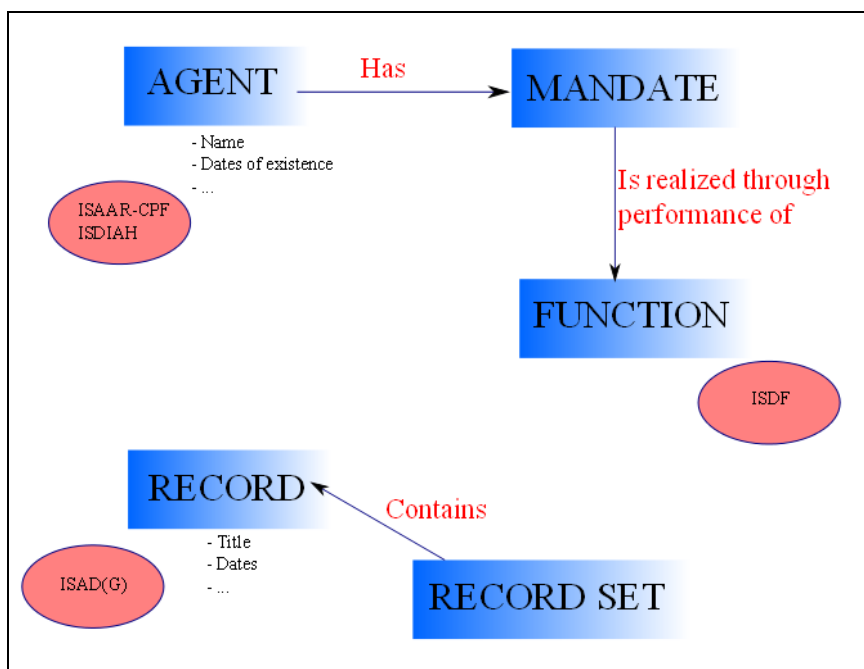 AGENT
Has
MANDATE
- Name
- Dates of existence
- ...
ISAAR-CPF
ISDIAH
Is realized through
performance of
FUNCTION
ISDF
RECORD
Contains
- Title
- Dates
- ...
ISAD(G)
RECORD SET